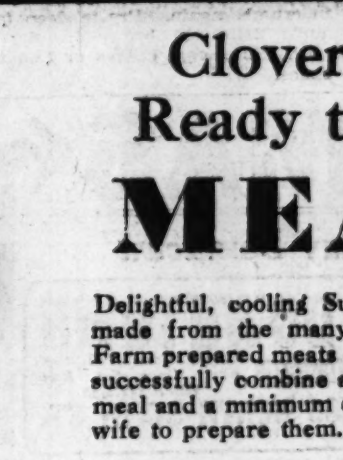 Clover
Ready t
MEA
Delightful, cooling Su
made from the many
Farm prepared meats
successfully combine
meal and a minimum
wife to prepare them.